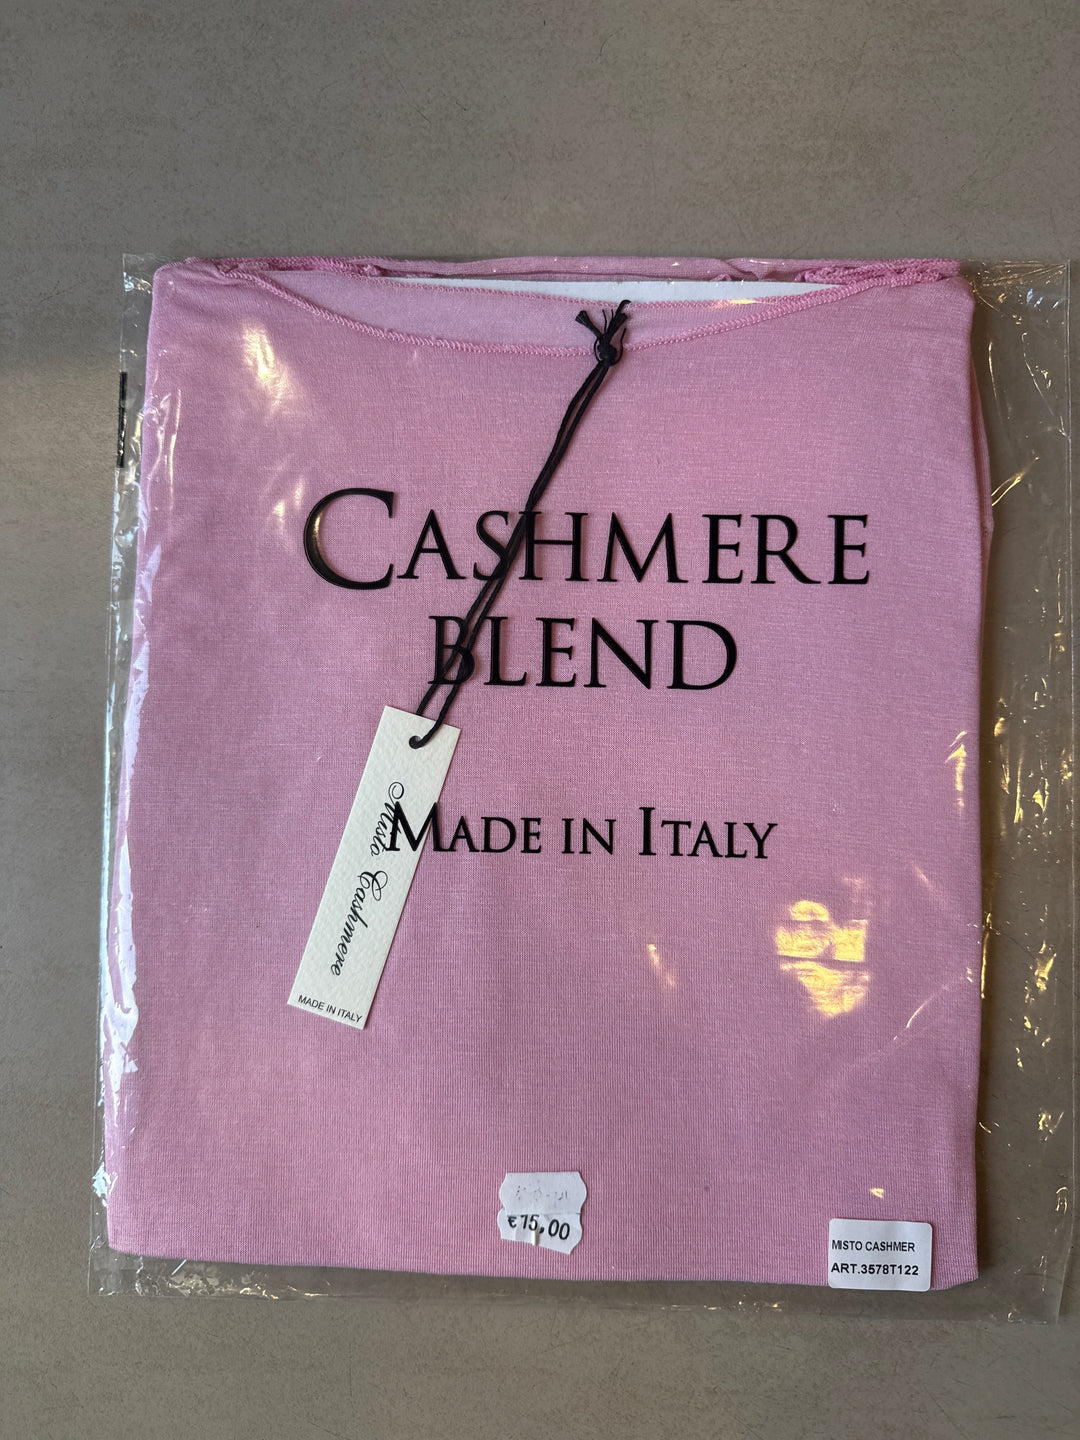 CASHMERE
BLEND
MADE IN ITALY
Misto Cashmere
MADE IN ITALY
€15,00
MISTO CASHMER
ART.3578T122